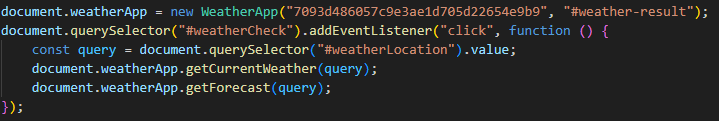 document.weatherApp = new WeatherApp("7093d486057c9e3ae1d705d22654e9b9", "#weather-result");
document.querySelector("#weatherCheck").addEventListener("click", function () {
    const query = document.querySelector("#weatherLocation").value;
    document.weatherApp.getCurrentWeather(query);
    document.weatherApp.getForecast(query);
});